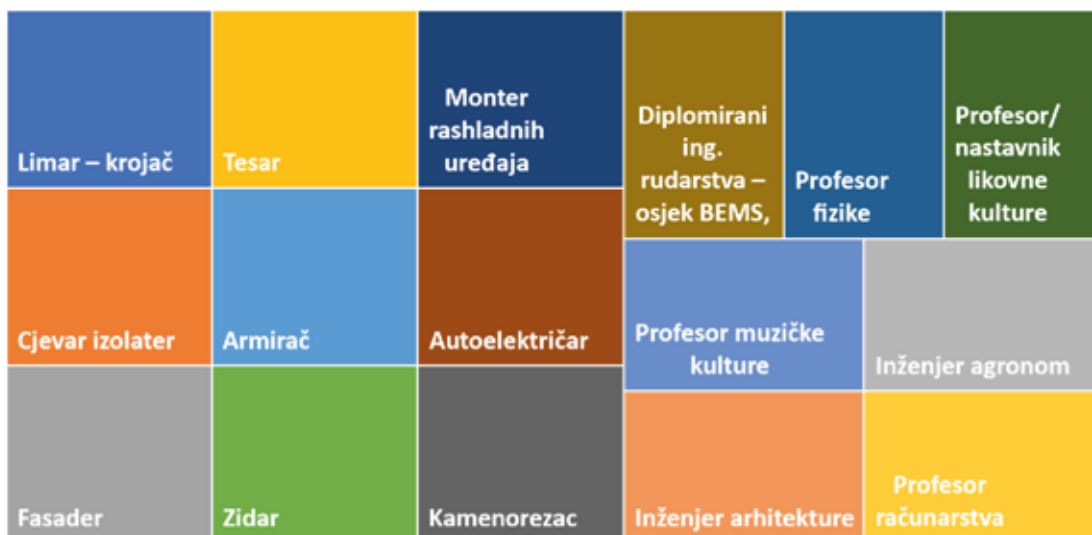 Limar – krojač
Tesar
Monter
rashladnih
uređaja
Diplomirani
ing.
rudarstva –
osjek BEMS,
Profesor
fizike
Profesor/
nastavnik
likovne
kulture
Cjevar izolater
Armirač
Autoelektričar
Profesor muzičke
kulture
Inženjer agronom
Fasader
Zidar
Kamenorezac
Inženjer arhitekture
Profesor
računarstva